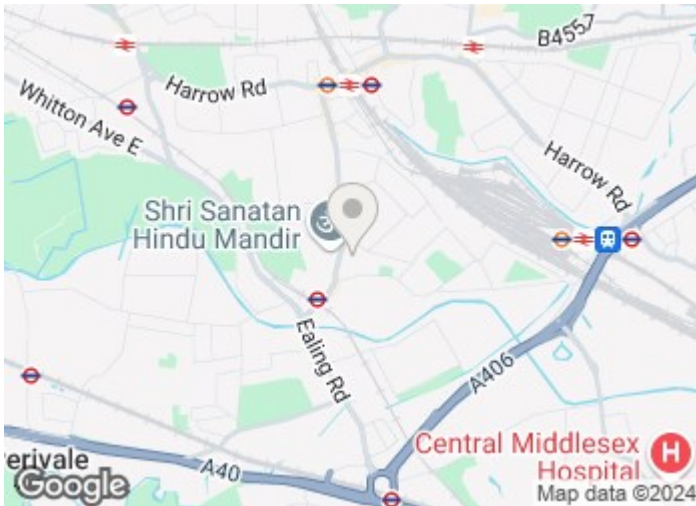 B4557
Harrow Rd
Whitton Ave E
Harrow Rd
Shri Sanatan
Hindu Mandir
Ealing Rd
A406
Central Middlesex
Hospital
H
erivale
A40
Google
Map data ©2024